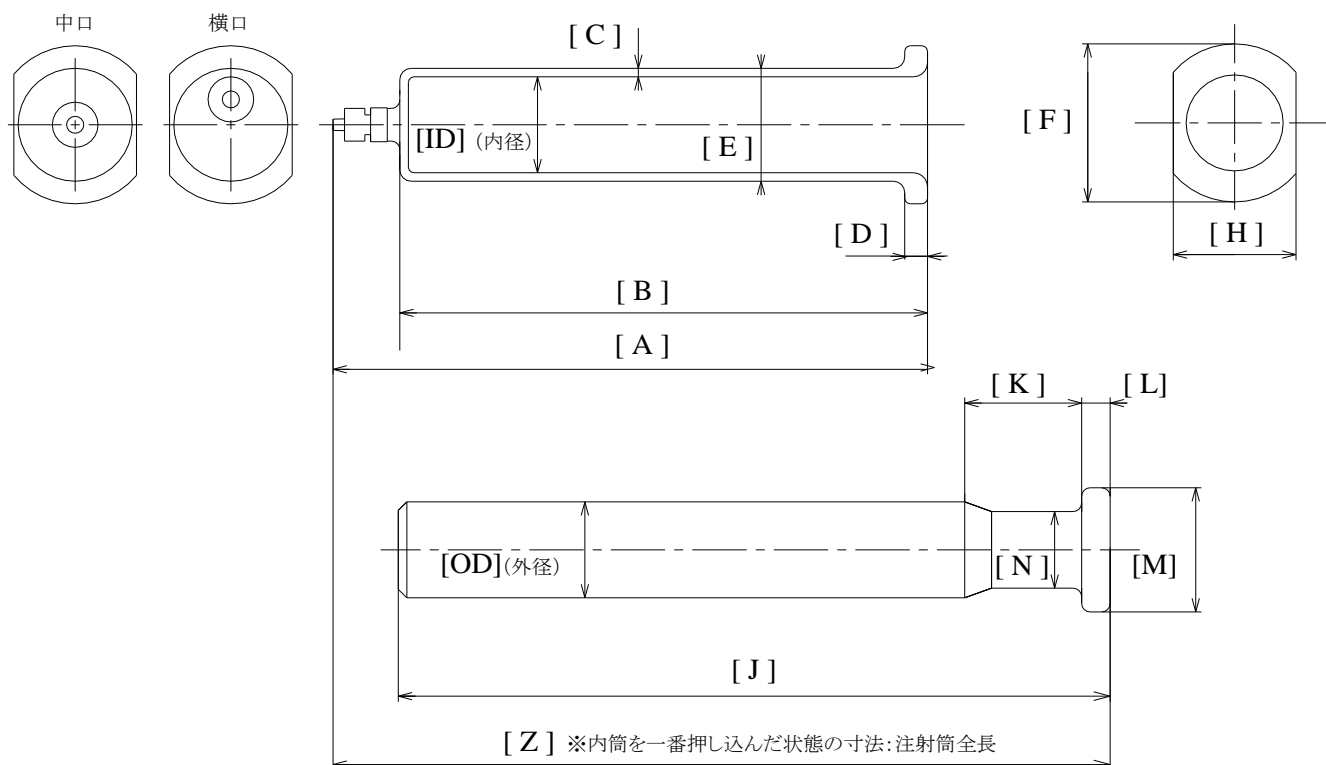 中口
横口
[ C ]
[ID] (内径)
[ E ]
[ F ]
[ D ]
[ H ]
[ B ]
[ A ]
[ K ]
[ L]
[OD](外径)
[ N ]
[M]
[ J ]
[ Z ] ※内筒を一番押し込んだ状態の寸法:注射筒全長